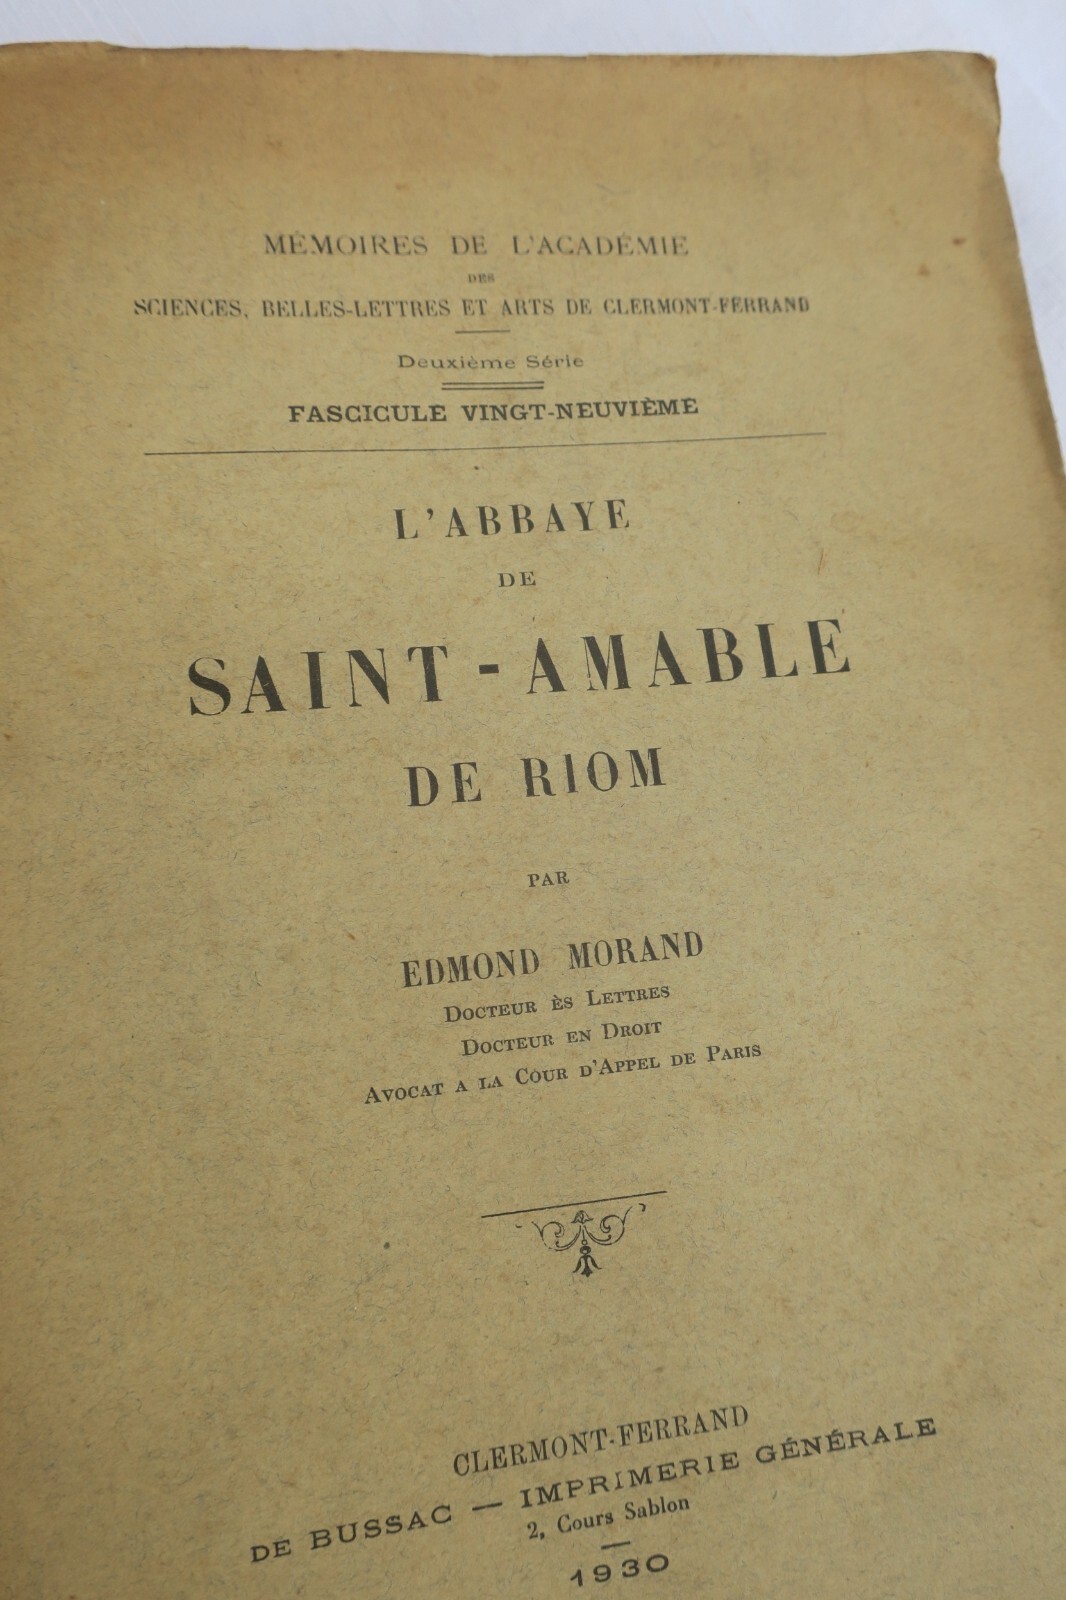 MÉMOIRES DE L'ACADÉMIE
DES
SCIENCES, BELLES-LETTRES ET ARTS DE CLERMONT-FERRAND
Deuxième Série
FASCICULE VINGT-NEUVIÈME
L'ABBAYE
DE
SAINT-AMABLE
DE RIOM
PAR
EDMOND MORAND
DOCTEUR ÈS LETTRES
DOCTEUR EN DROIT
AVOCAT A LA COUR D'APPEL DE PARIS
CLERMONT-FERRAND
DE BUSSAC — IMPRIMERIE GÉNÉRALE
2, Cours Sablon
1930